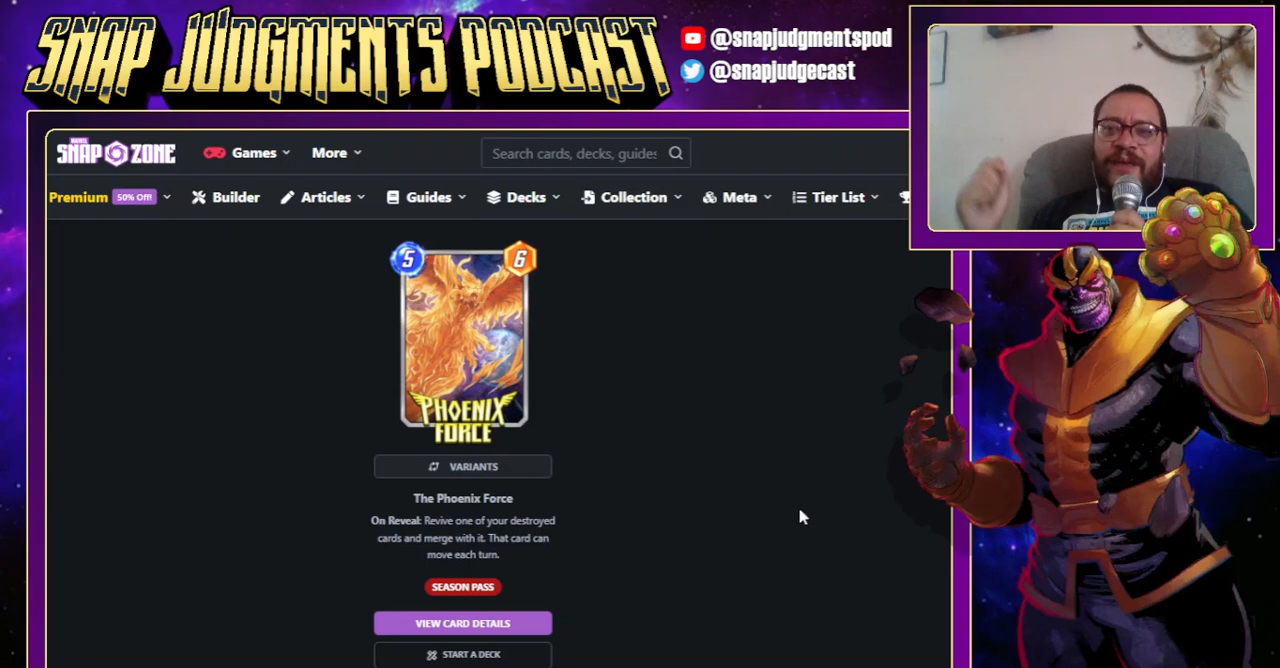 SNAP JUDGMENTS PODCAST
@snapjudgmentspod
@snapjudgecast
MARVEL
SNAP ZONE
Games
More
Search cards, decks, guides
Premium
50% Off!
Builder
Articles
Guides
Decks
Collection
Meta
Tier List
5
6
PHOENIX
FORCE
VARIANTS
The Phoenix Force
On Reveal: Revive one of your destroyed
cards and merge with it. That card can
move each turn.
SEASON PASS
VIEW CARD DETAILS
START A DECK